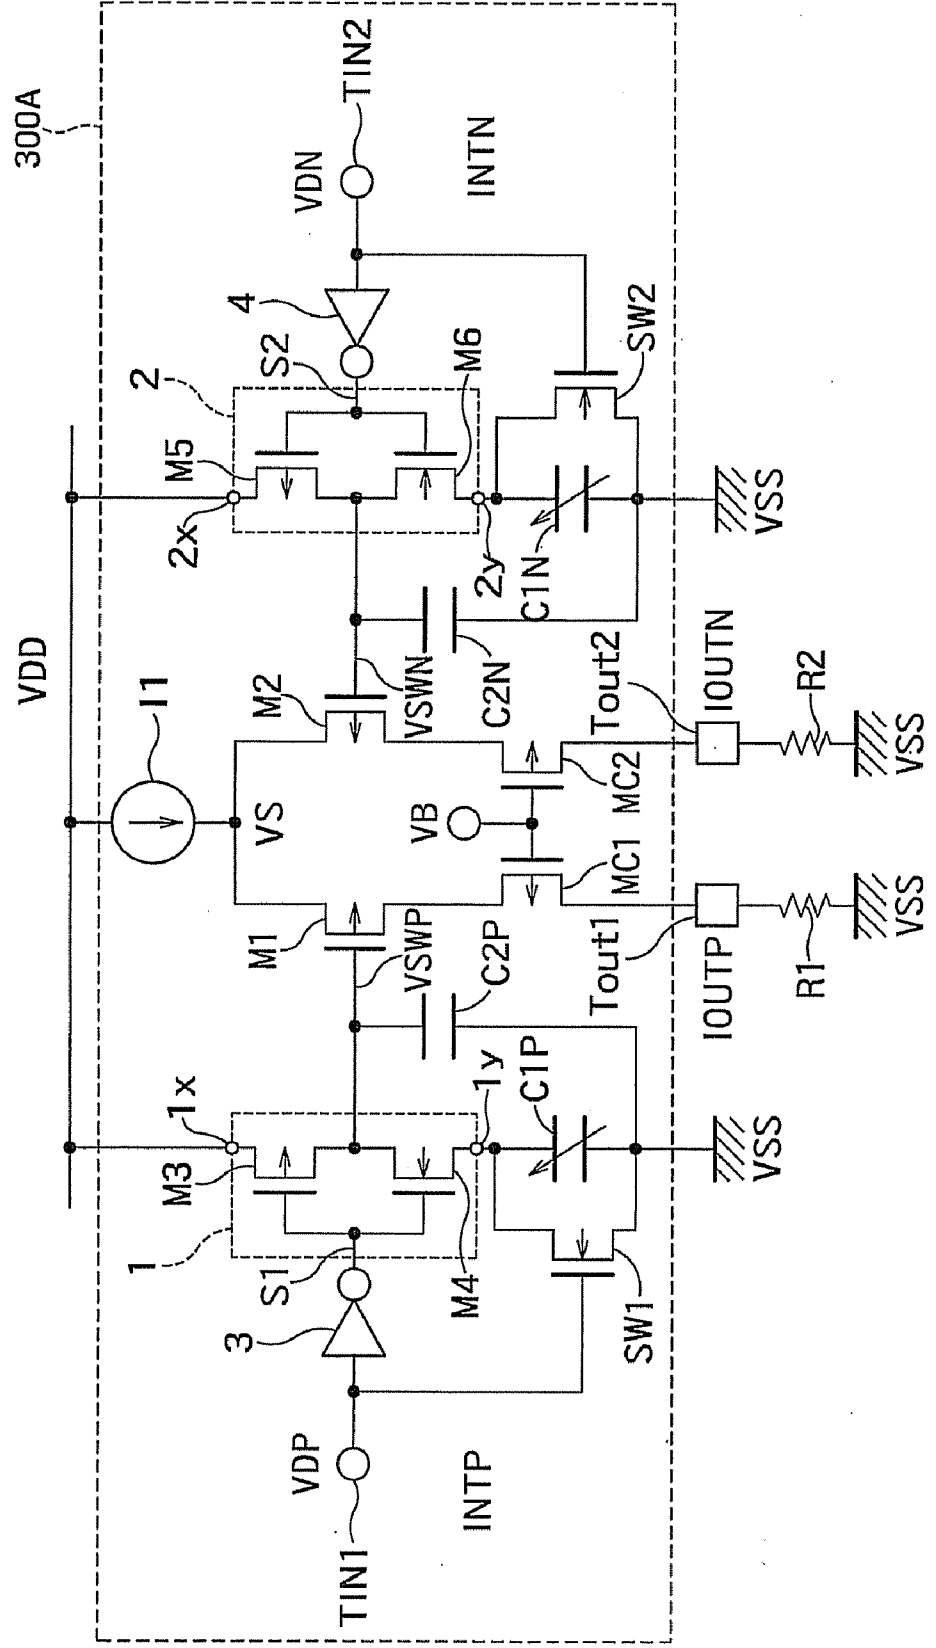 300A
VDD
I1
VS
1x
1
M3
M4
S1
3
VDP
TIN1
INTP
1y
C1P
SW1
VSS
M1
VSWP
C2P
VB
MC1
Tout1
IOUTP
R1
VSS
M2
VSWN
C2N
MC2
Tout2
IOUTN
R2
VSS
2x
2
M5
M6
S2
4
VDN
TIN2
INTN
2y
C1N
SW2
VSS